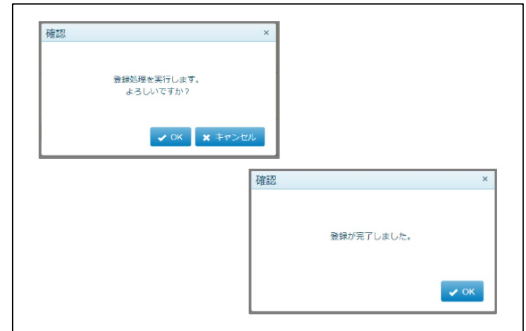 確認
×
登録処理を実行します。
よろしいですか？
✔ OK
✖ キャンセル
確認
×
登録が完了しました。
✔ OK